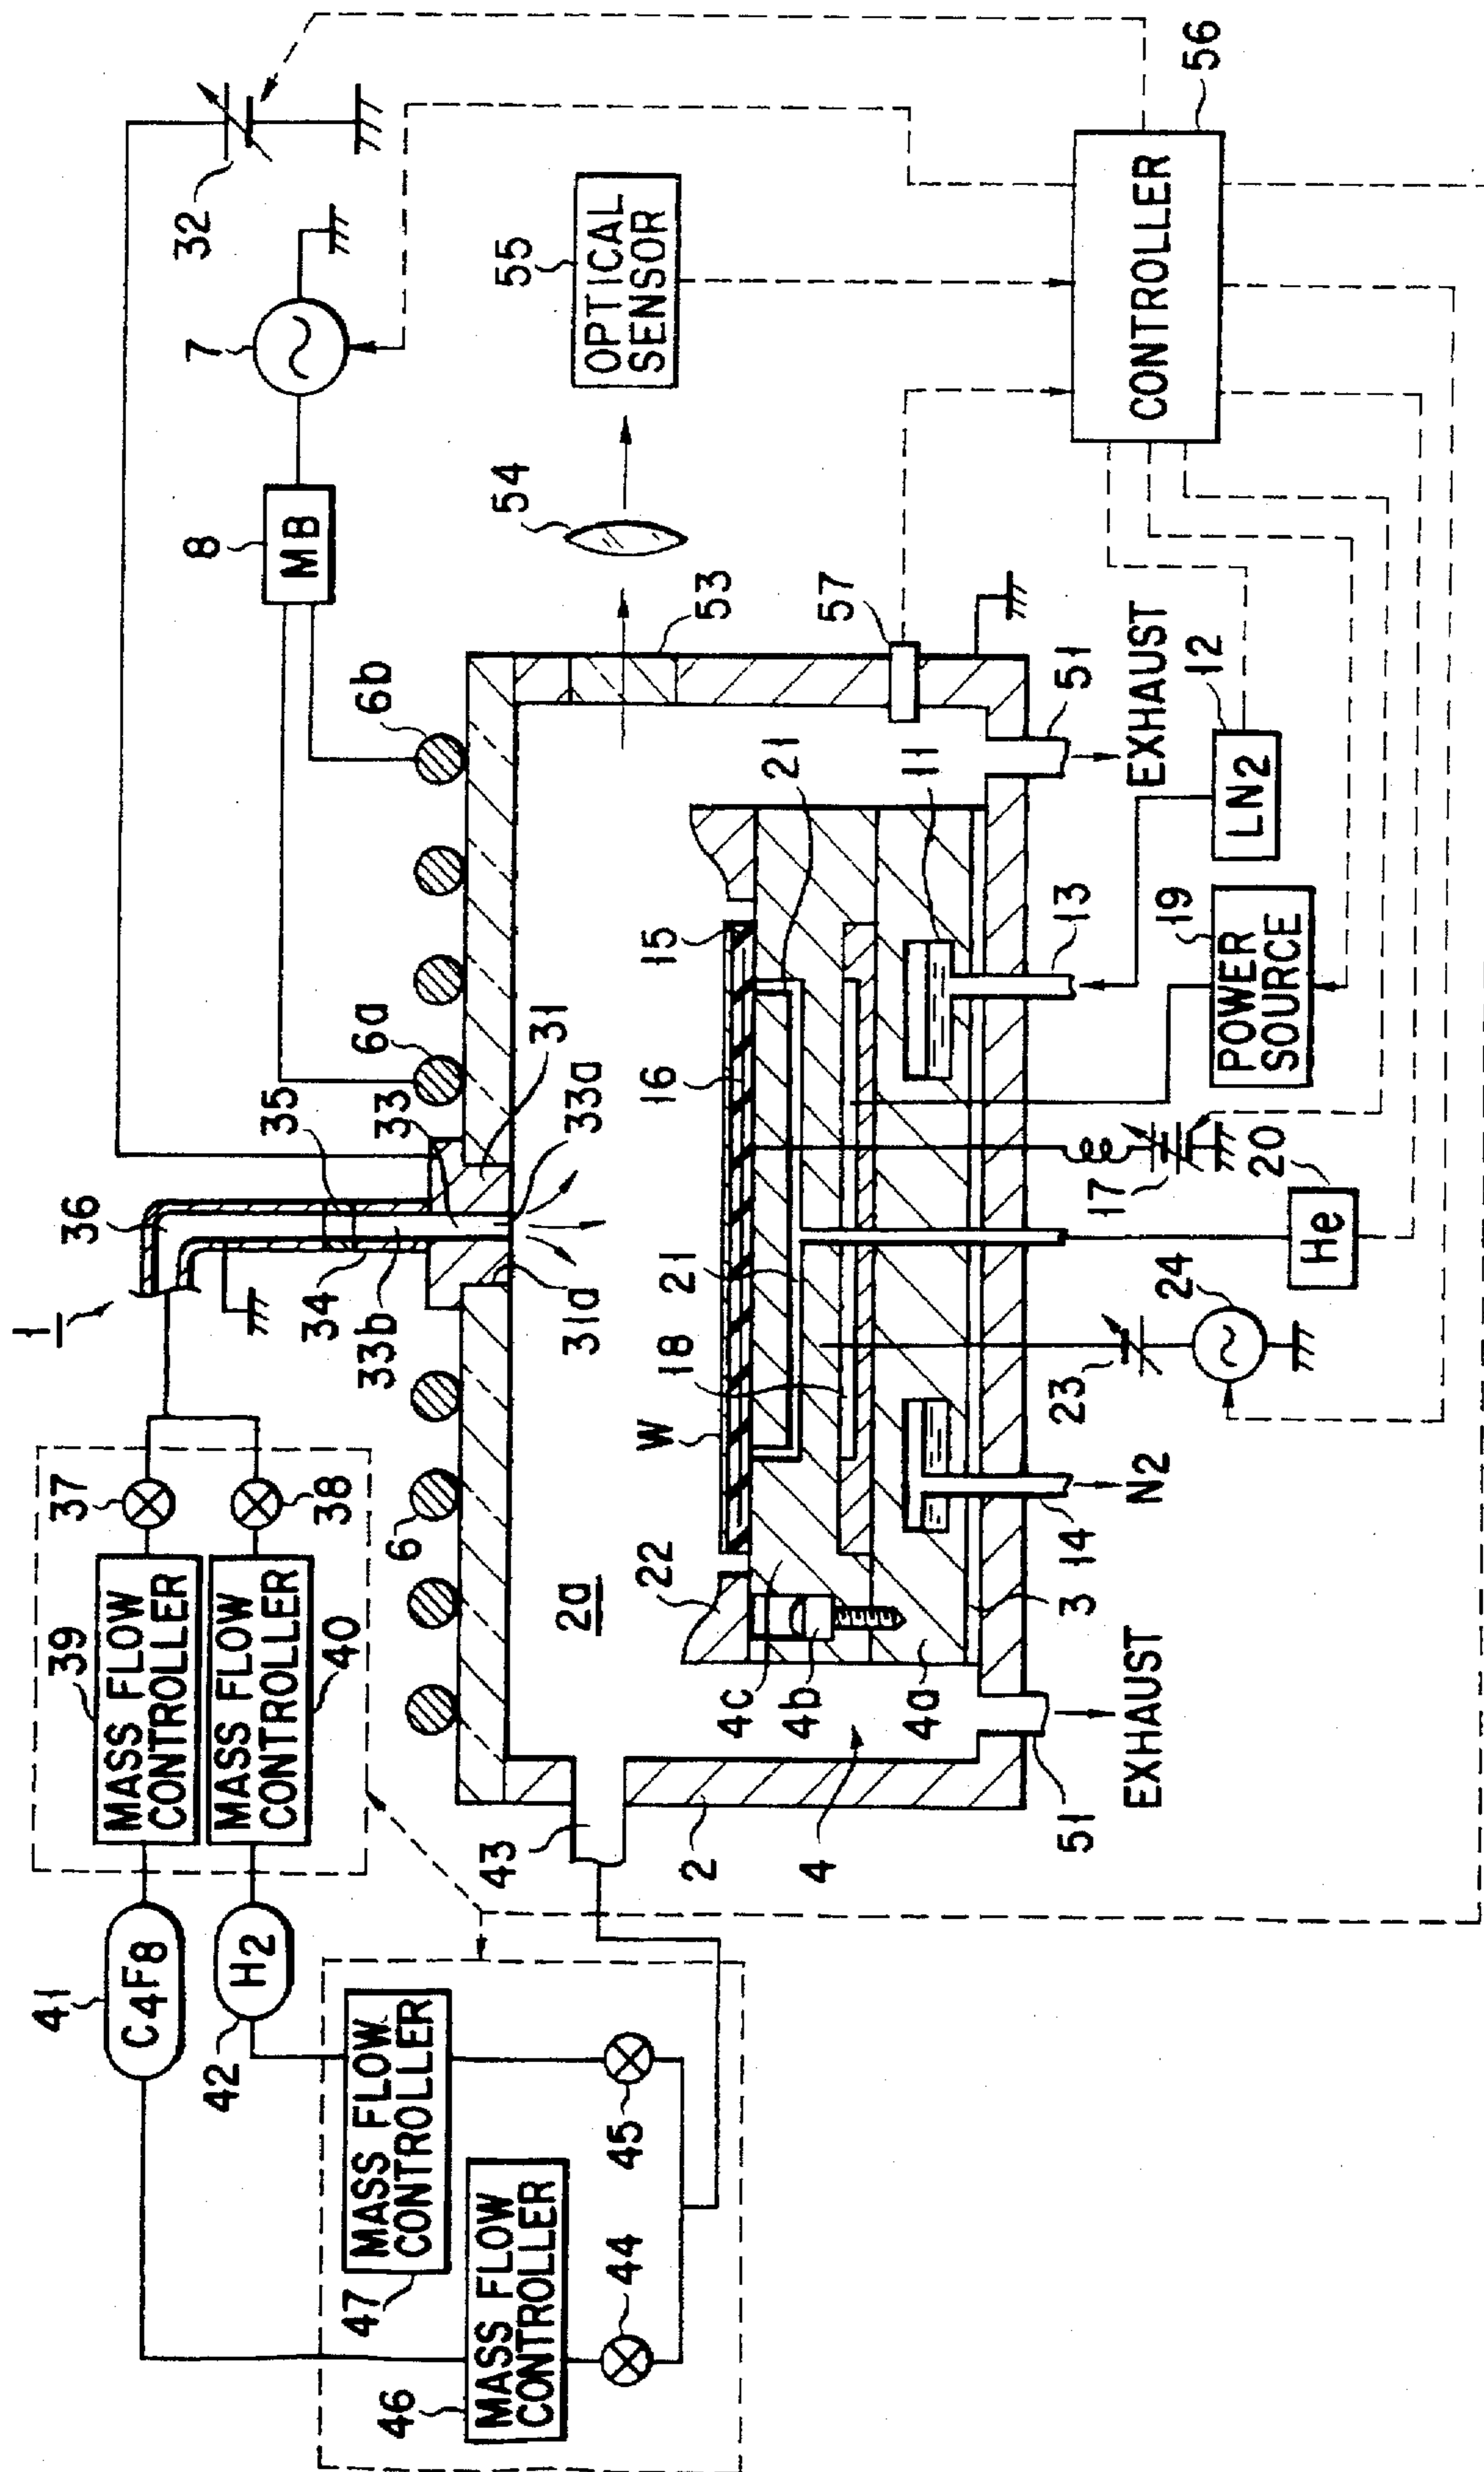 1
36
35
33
6a
6b
8
MB
7
32
37
38
39
MASS FLOW
CONTROLLER
MASS FLOW
CONTROLLER
40
41
C4F8
H2
42
34
33b
31a
33a
31
6
2a
W
18
21
16
15
21
11
53
54
55
OPTICAL
SENSOR
57
56
CONTROLLER
47
MASS FLOW
CONTROLLER
46
MASS FLOW
CONTROLLER
44
45
43
2
4
22
4c
4b
4a
3
51
EXHAUST
14
N2
23
24
20
He
17
19
POWER
SOURCE
13
12
LN2
51
EXHAUST